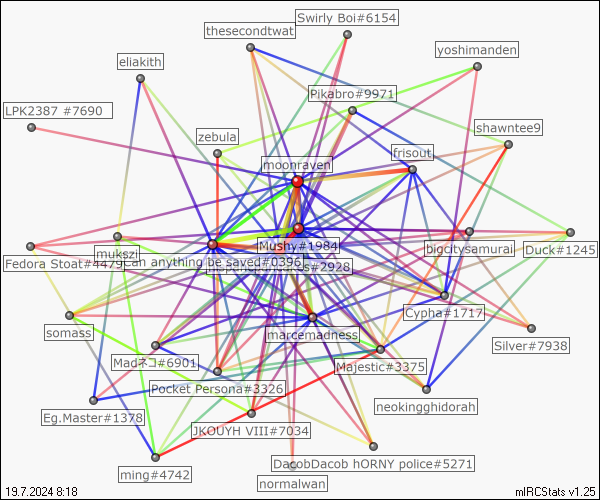 Swirly Boi#6154
thesecondtwat
yoshimanden
eliakith
Pikabro#9971
LPK2387 #7690
shawntee9
zebula
frisout
moonraven
Mushy#1984
bigcitysamurai
mukszi
Duck#1245
Fedora Stoat#4479
can anything be saved#0396
#2928
Cypha#1717
marcemadness
somass
Silver#7938
Madネコ#6901
Majestic#3375
Pocket Persona#3326
neokingghidorah
Eg.Master#1378
JKOUYH VIII#7034
DacobDacob hORNY police#5271
ming#4742
normalwan
19.7.2024 8:18
mIRCStats v1.25